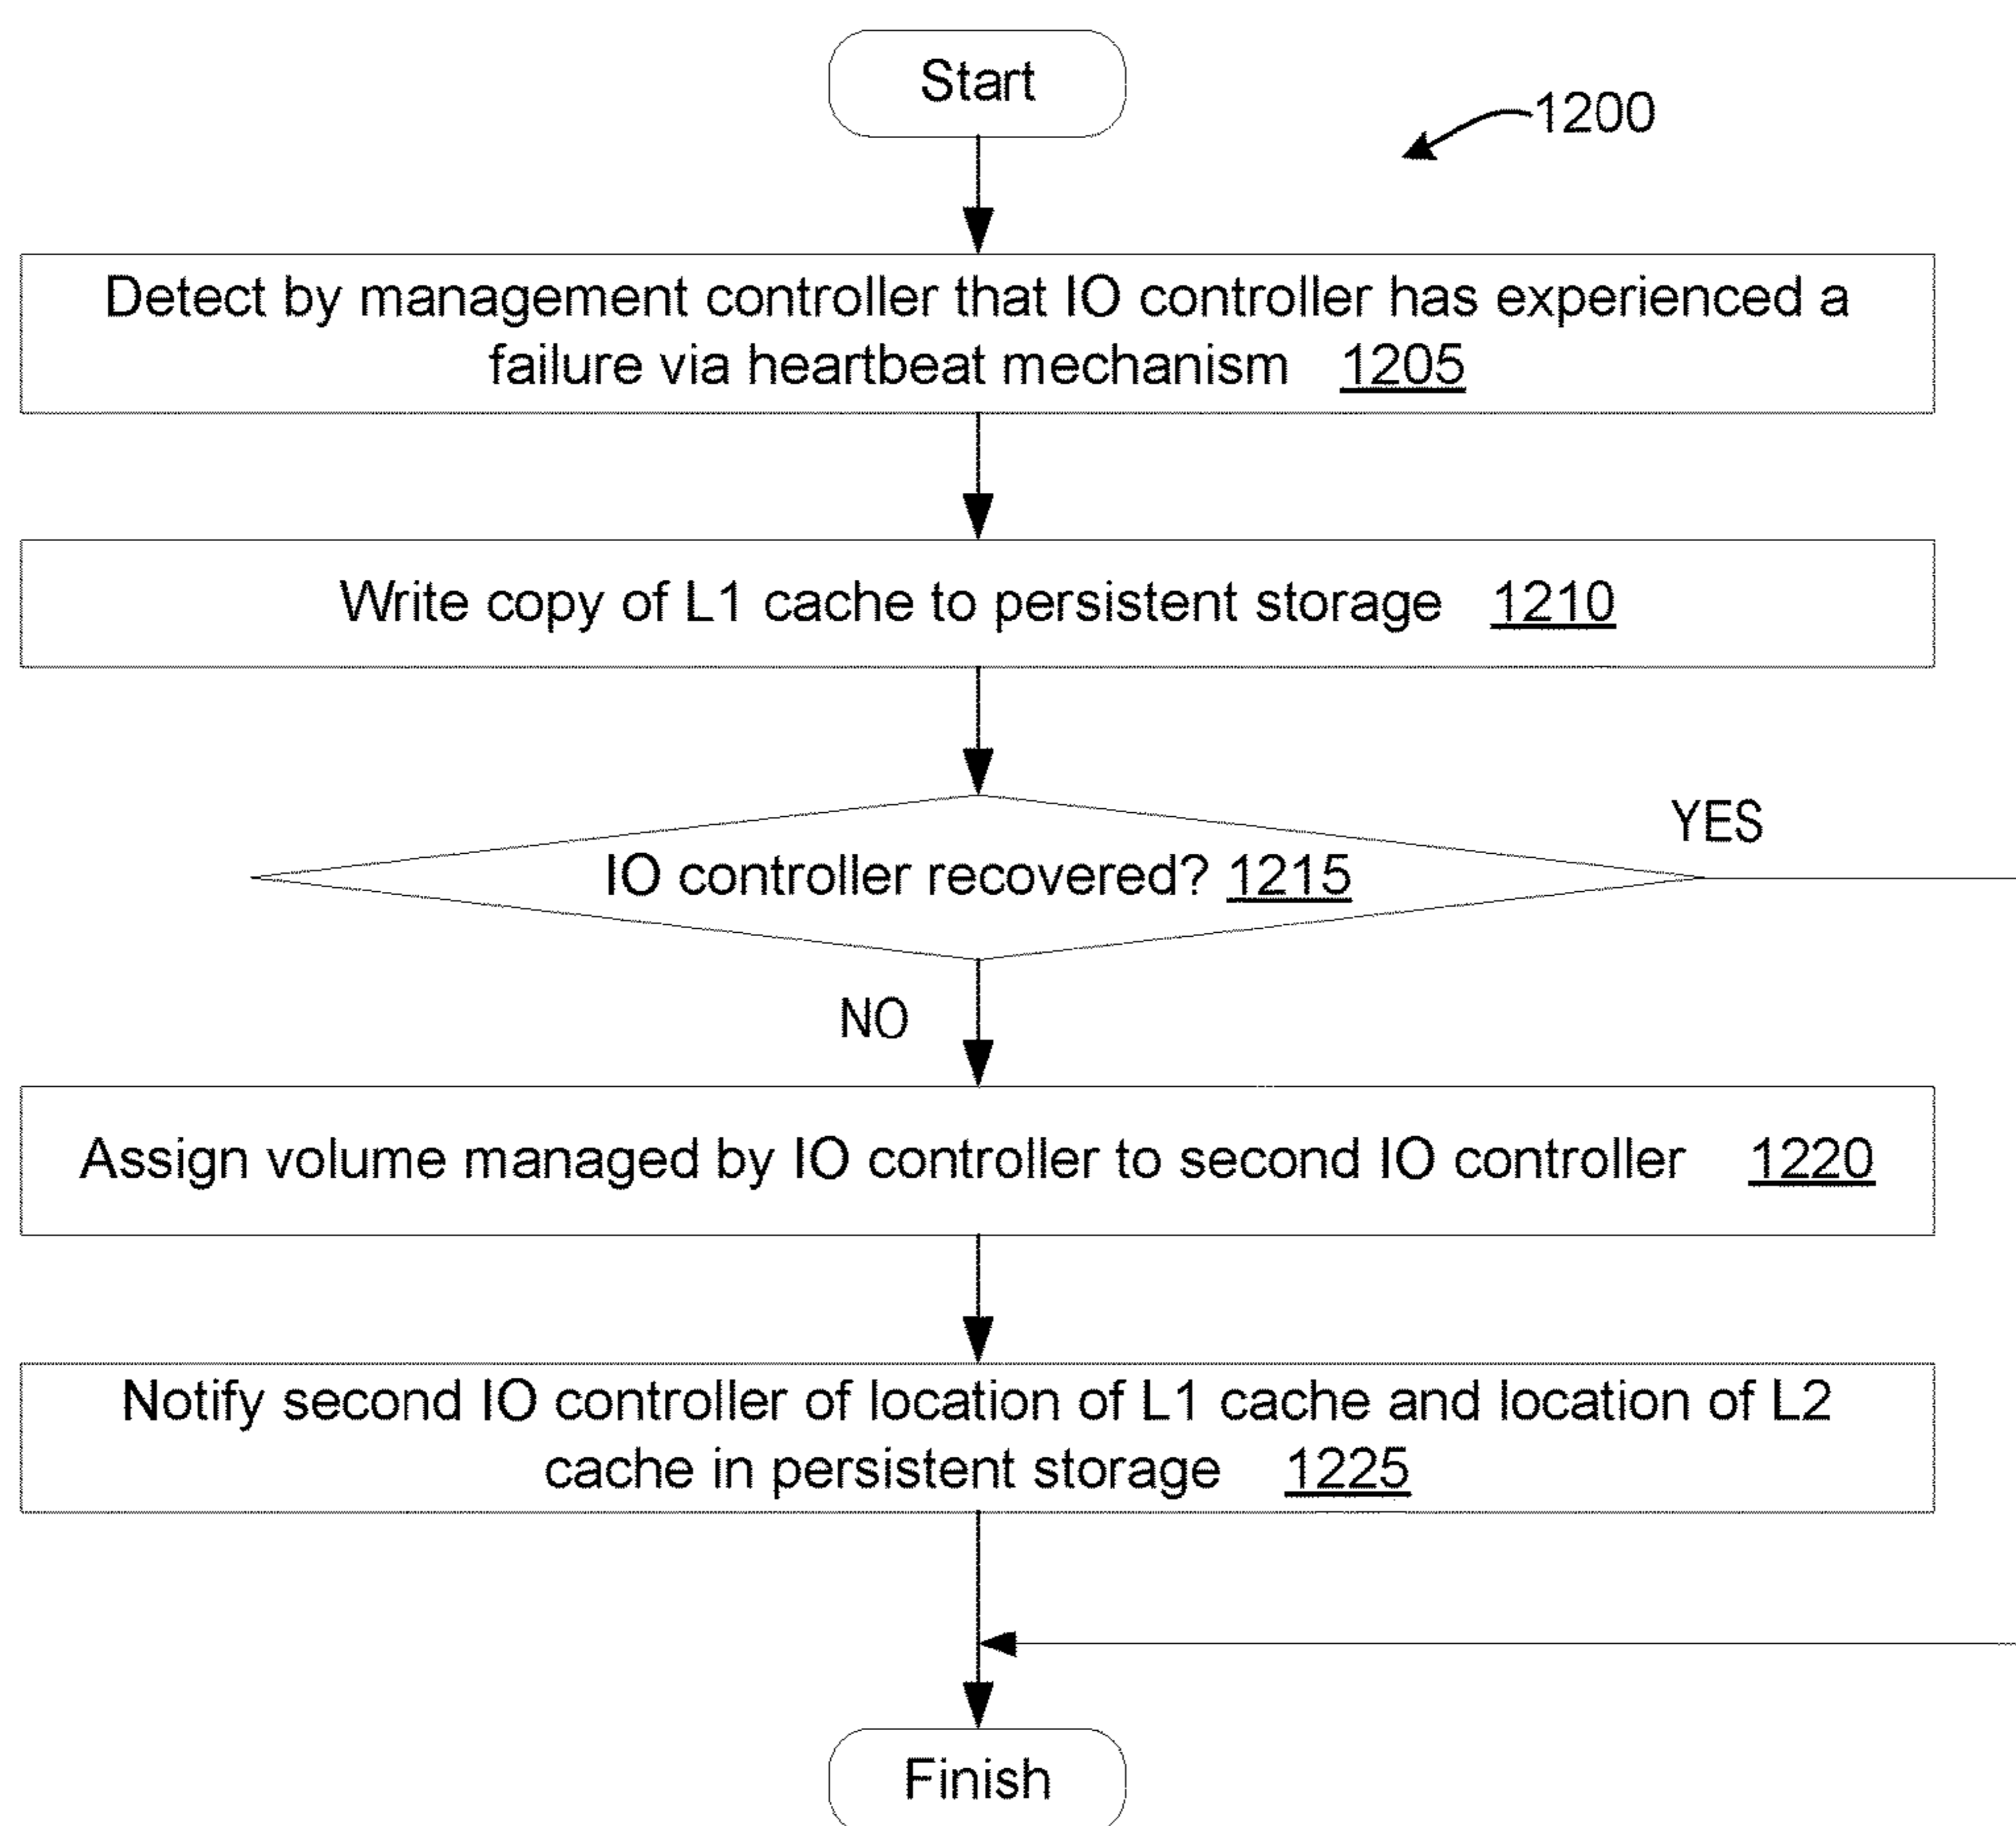 Start
1200
Detect by management controller that IO controller has experienced a
failure via heartbeat mechanism 1205
Write copy of L1 cache to persistent storage 1210
YES
IO controller recovered? 1215
NO
Assign volume managed by IO controller to second IO controller 1220
Notify second IO controller of location of L1 cache and location of L2
cache in persistent storage 1225
Finish